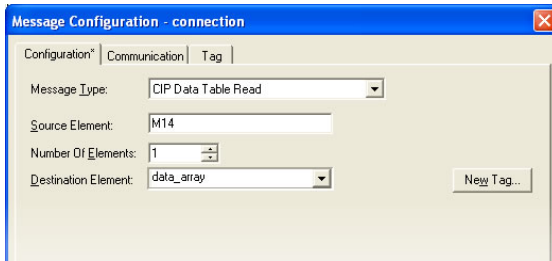 Message Configuration - connection
Configuration* Communication Tag
Message Type: CIP Data Table Read
Source Element: M14
Number Of Elements: 1
Destination Element: data_array New Tag...